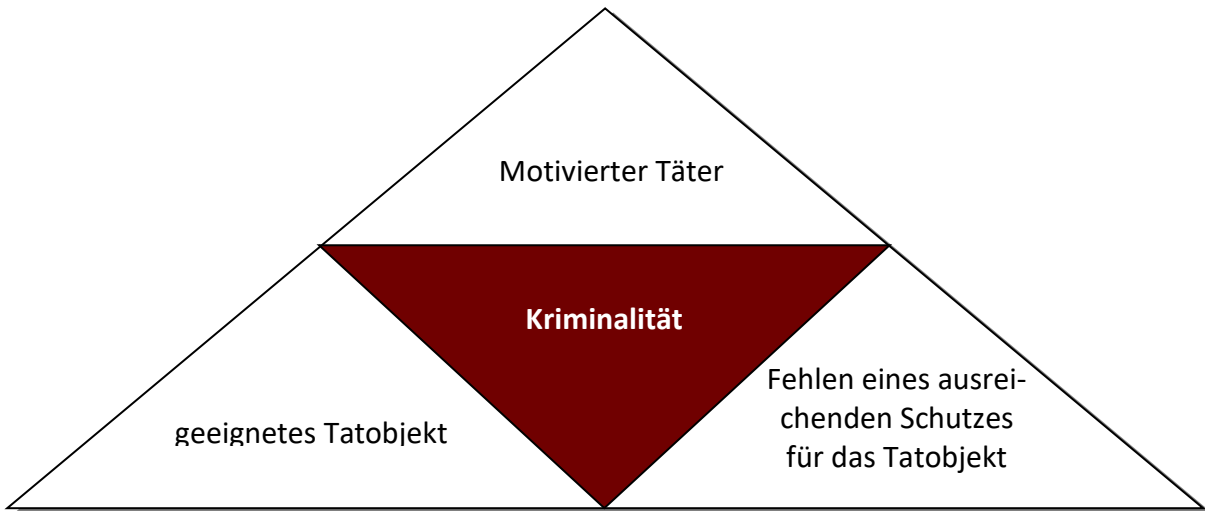 Motivierter Täter
Kriminalität
geeignetes Tatobjekt
Fehlen eines ausrei-
chenden Schutzes
für das Tatobjekt